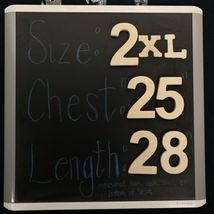 Size: 2XL
Chest: 25"
Length: 28"